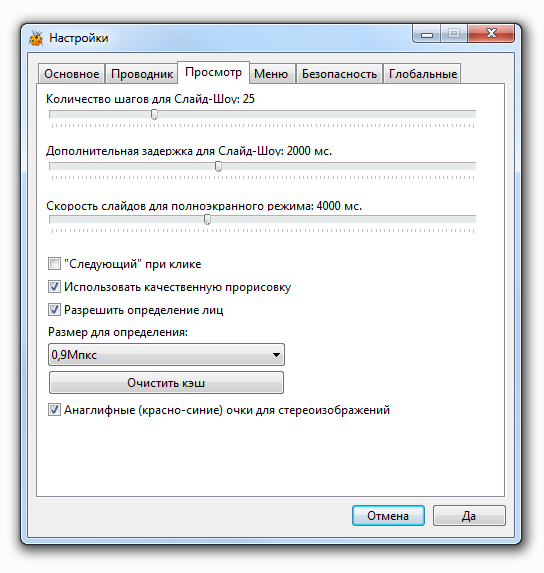 Настройки
Основное Проводник Просмотр Меню Безопасность Глобальные
Количество шагов для Слайд-Шоу: 25
Дополнительная задержка для Слайд-Шоу: 2000 мс.
Скорость слайдов для полноэкранного режима: 4000 мс.
"Следующий" при клике
Использовать качественную прорисовку
Разрешить определение лиц
Размер для определения:
0,9Мпкс
Очистить кэш
Анаглифные (красно-синие) очки для стереоизображений
Отмена Да